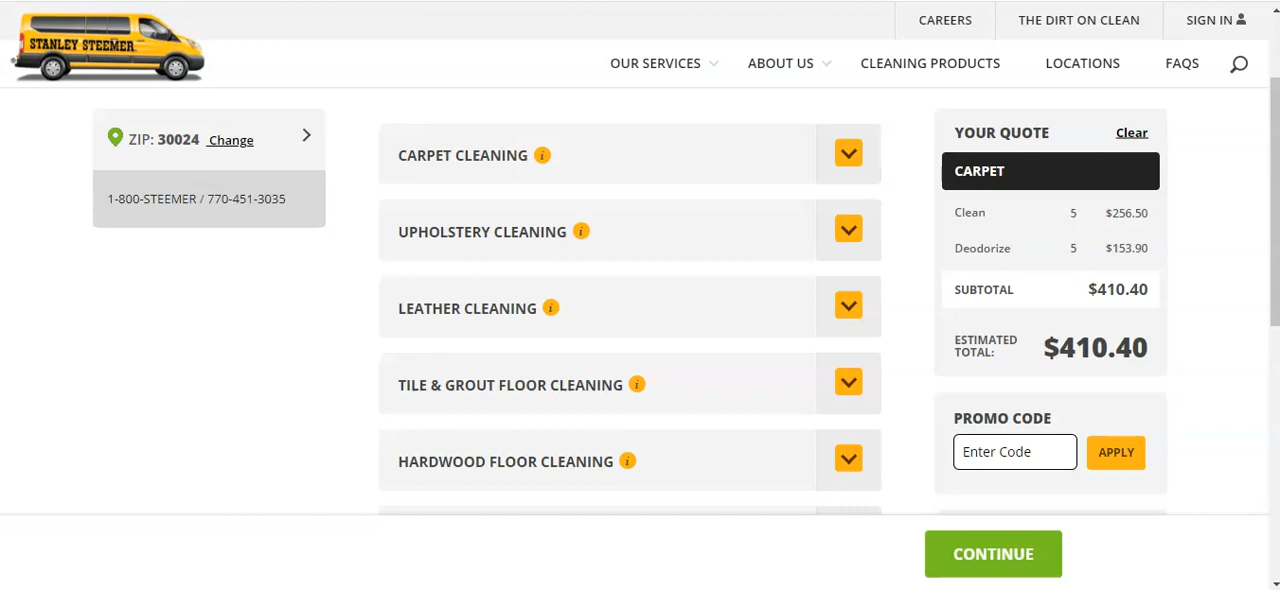 CAREERS
THE DIRT ON CLEAN
SIGN IN
STANLEY STEEMER
OUR SERVICES
ABOUT US
CLEANING PRODUCTS
LOCATIONS
FAQS
ZIP: 30024 Change
1-800-STEEMER / 770-451-3035
CARPET CLEANING i
UPHOLSTERY CLEANING i
LEATHER CLEANING i
TILE & GROUT FLOOR CLEANING i
HARDWOOD FLOOR CLEANING i
YOUR QUOTE Clear
CARPET
Clean 5 $256.50
Deodorize 5 $153.90
SUBTOTAL $410.40
ESTIMATED
TOTAL: $410.40
PROMO CODE
Enter Code APPLY
CONTINUE